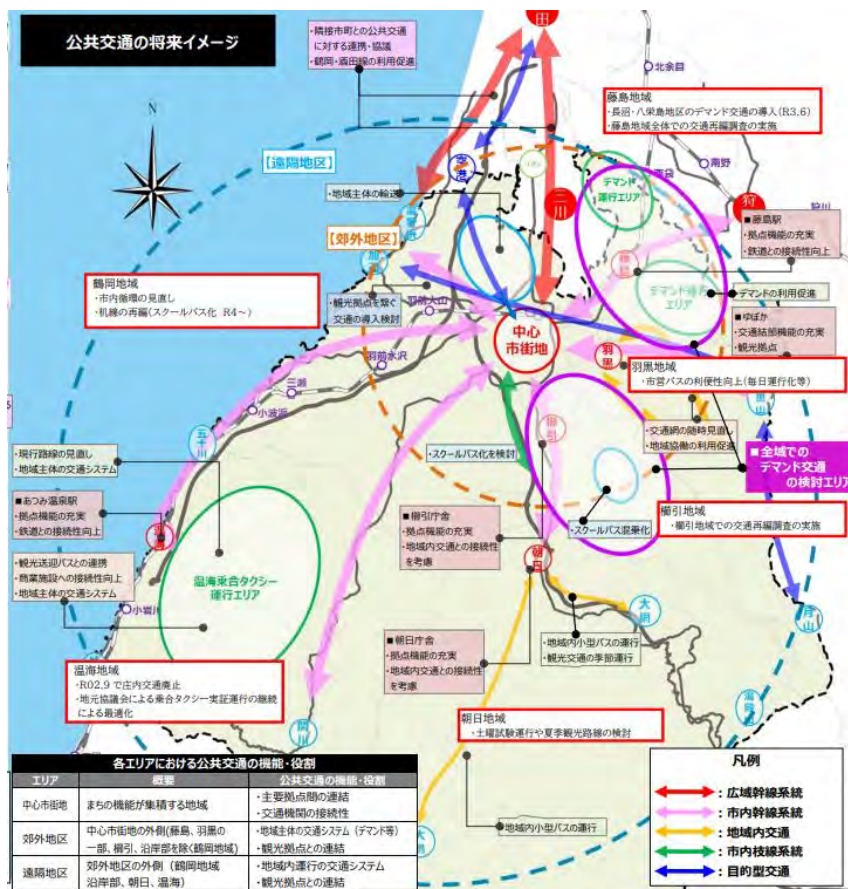 公共交通の将来イメージ
・隣接市町との公共交通
に対する連携・協議
・鶴岡・酒田線の利用促進
田
北余目
藤島地域
・長沼・八栄島地区のデマンド交通の導入(R3.6)
・藤島地域全体での交通再編調査の実施
N
【遠隔地区】
空港
三川
デマンド
運行エリア
西袋
南野
狩
狩川
・地域主体の輸送
【郊外地区】
加茂
藤島
■藤島駅
・拠点機能の充実
・鉄道との接続性向上
鶴岡地域
・市内循環の見直し
・机線の再編(スクールバス化 R4～)
・観光拠点を繋ぐ
交通の導入検討
羽前大山
中心
市街地
デマンド運行
エリア
・デマンドの利用促進
■ゆぽか
・交通結節機能の充実
・観光拠点
羽前水沢
三瀬
小波渡
羽黒
羽黒地域
・市営バスの利便性向上(毎日運行化等)
五十川
櫛引
・交通網の随時見直し
・地域協働の利用促進
■全域での
デマンド交通
の検討エリア
・現行路線の見直し
・地域主体の交通システム
・スクールバス化を検討
■あつみ温泉駅
・拠点機能の充実
・鉄道との接続性向上
温海
■櫛引庁舎
・拠点機能の充実
・地域内交通との接続性
を考慮
・スクールバス混乗化
櫛引地域
・櫛引地域での交通再編調査の実施
・観光送迎バスとの連携
・商業施設への接続性向上
・地域主体の交通システム
温海乗合タクシー
運行エリア
朝日
小岩川
大網
月山
■朝日庁舎
・拠点機能の充実
・地域内交通との接続性
を考慮
・地域内小型バスの運行
・観光交通の季節運行
温海地域
・R02.9 で庄内交通廃止
・地元協議会による乗合タクシー実証運行の継続
による最適化
関川
朝日地域
・土曜試験運行や夏季観光路線の検討
・地域内小型バスの運行
各エリアにおける公共交通の機能・役割
エリア 概要 公共交通の機能・役割
中心市街地 まちの機能が集積する地域 ・主要拠点間の連結
・交通機関の接続性
郊外地区 中心市街地の外側(藤島、羽黒の
一部、櫛引、沿岸部を除く鶴岡地域) ・地域主体の交通システム（デマンド等）
・観光拠点との連結
遠隔地区 郊外地区の外側（鶴岡地域
沿岸部、朝日、温海） ・地域内運行の交通システム
・観光拠点との連結
凡例
：広域幹線系統
：市内幹線系統
：地域内交通
：市内枝線系統
：目的型交通